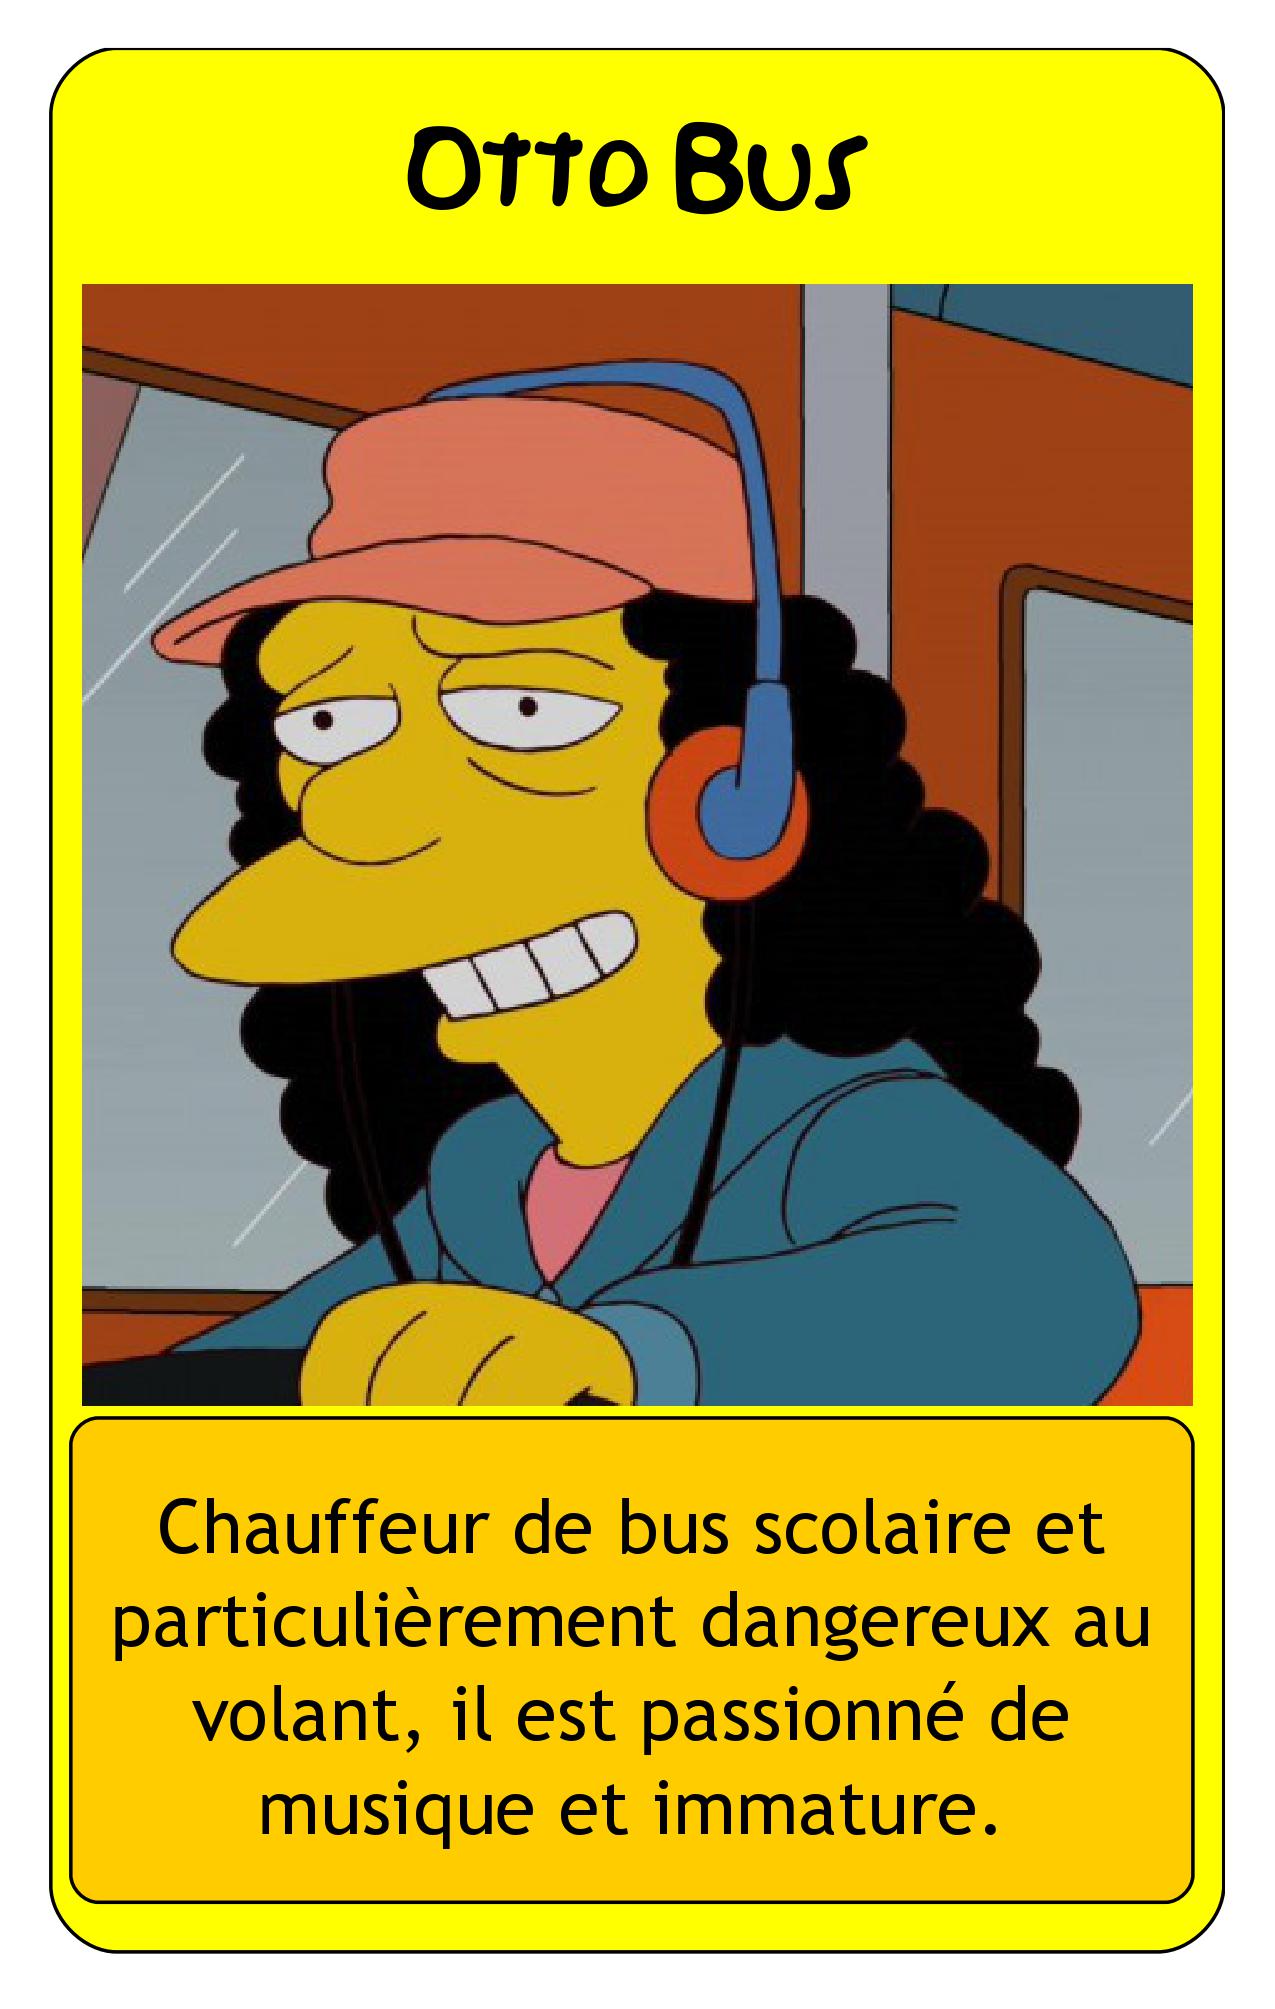 Otto Bus
Chauffeur de bus scolaire et
particulièrement dangereux au
volant, il est passionné de
musique et immature.